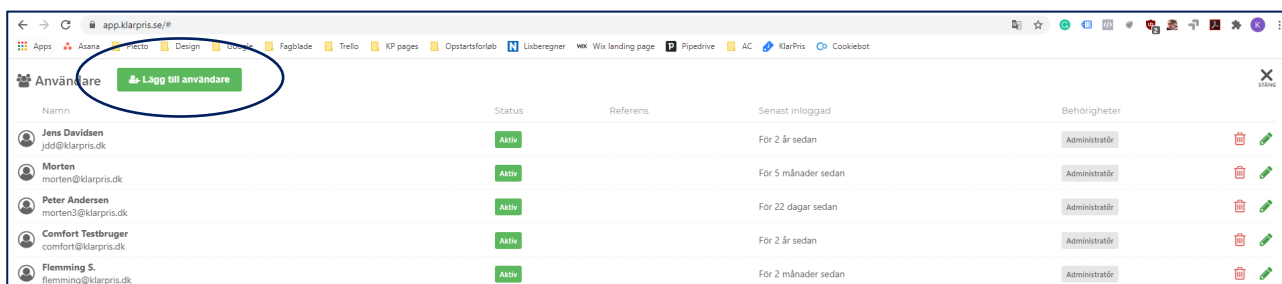 app.klarpris.se/#
Apps Asana Plecto Design Google Fagblade Trello KP pages Opstartsforløb Lixberegner WIX Wix landing page Pipedrive AC KlarPris Cookiebot
Användare Lägg till användare
STÄNG
Namn Status Referens Senast inloggad Behörigheter
Jens Davidsen
jdd@klarpris.dk
Aktiv För 2 år sedan Administratör
Morten
morten@klarpris.dk
Aktiv För 5 månader sedan Administratör
Peter Andersen
morten3@klarpris.dk
Aktiv För 22 dagar sedan Administratör
Comfort Testbruger
comfort@klarpris.dk
Aktiv För 2 år sedan Administratör
Flemming S.
flemming@klarpris.dk
Aktiv För 2 månader sedan Administratör